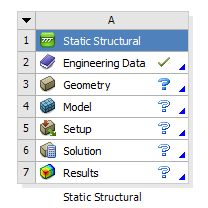 A
1 Static Structural
2 Engineering Data
3 Geometry
4 Model
5 Setup
6 Solution
7 Results
Static Structural